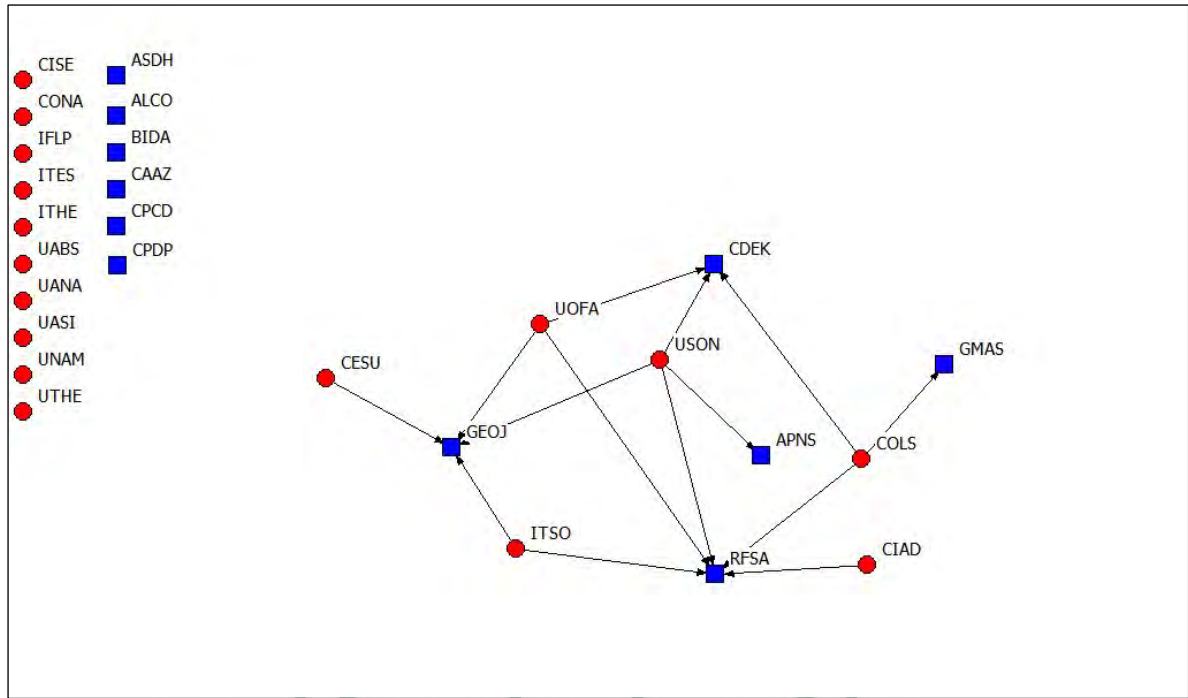 CISE
CONA
IFLP
ITES
ITHE
UABS
UANA
UASI
UNAM
UTHE
ASDH
ALCO
BIDA
CAAZ
CPCD
CPDP
CDEK
UOFA
USON
GMAS
CESU
GEOJ
APNS
COLS
ITSO
RFSA
CIAD